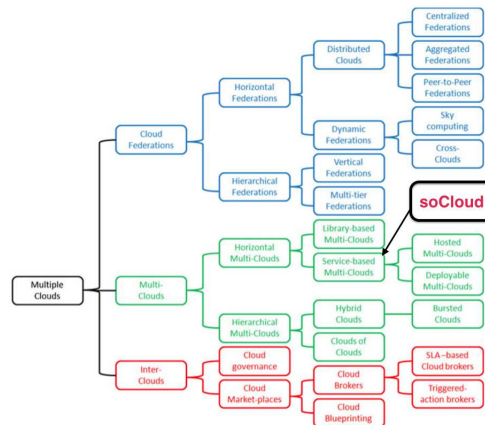 Centralized
Federations
Distributed
Clouds
Aggregated
Federations
Horizontal
Federations
Peer-to-Peer
Federations
Cloud
Federations
Dynamic
Federations
Sky
computing
Cross-
Clouds
Hierarchical
Federations
Vertical
Federations
Multi-tier
Federations
soCloud
Library-based
Multi-Clouds
Horizontal
Multi-Clouds
Service-based
Multi-Clouds
Hosted
Multi-Clouds
Deployable
Multi-Clouds
Multiple
Clouds
Multi-
Clouds
Hierarchical
Multi-Clouds
Hybrid
Clouds
Bursted
Clouds
Clouds of
Clouds
Inter-
Clouds
Cloud
governance
Cloud
Market-places
Cloud
Brokers
SLA–based
Cloud brokers
Triggered-
action brokers
Cloud
Blueprinting